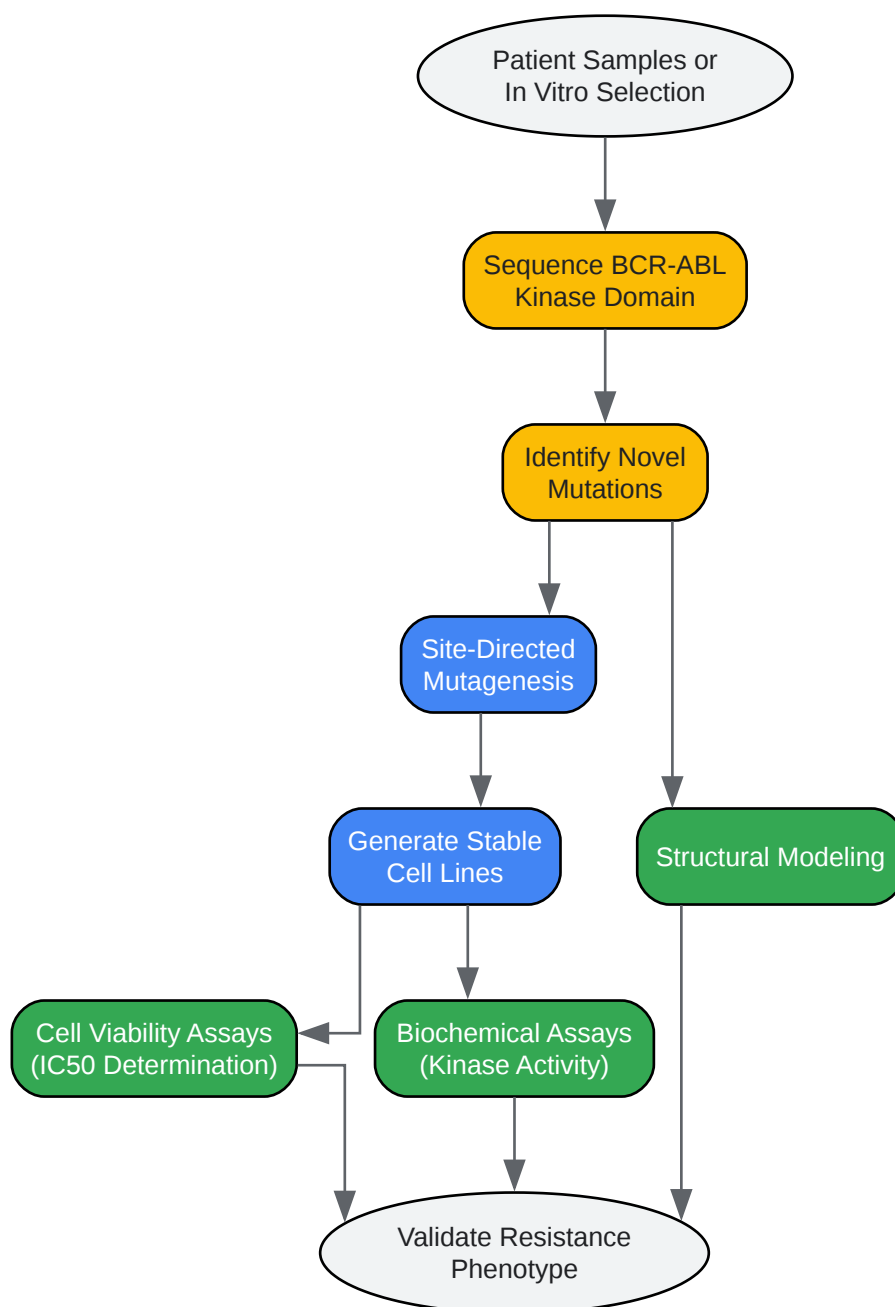 Patient Samples or
In Vitro Selection
Sequence BCR-ABL
Kinase Domain
Identify Novel
Mutations
Site-Directed
Mutagenesis
Generate Stable
Cell Lines
Structural Modeling
Cell Viability Assays
(IC50 Determination)
Biochemical Assays
(Kinase Activity)
Validate Resistance
Phenotype